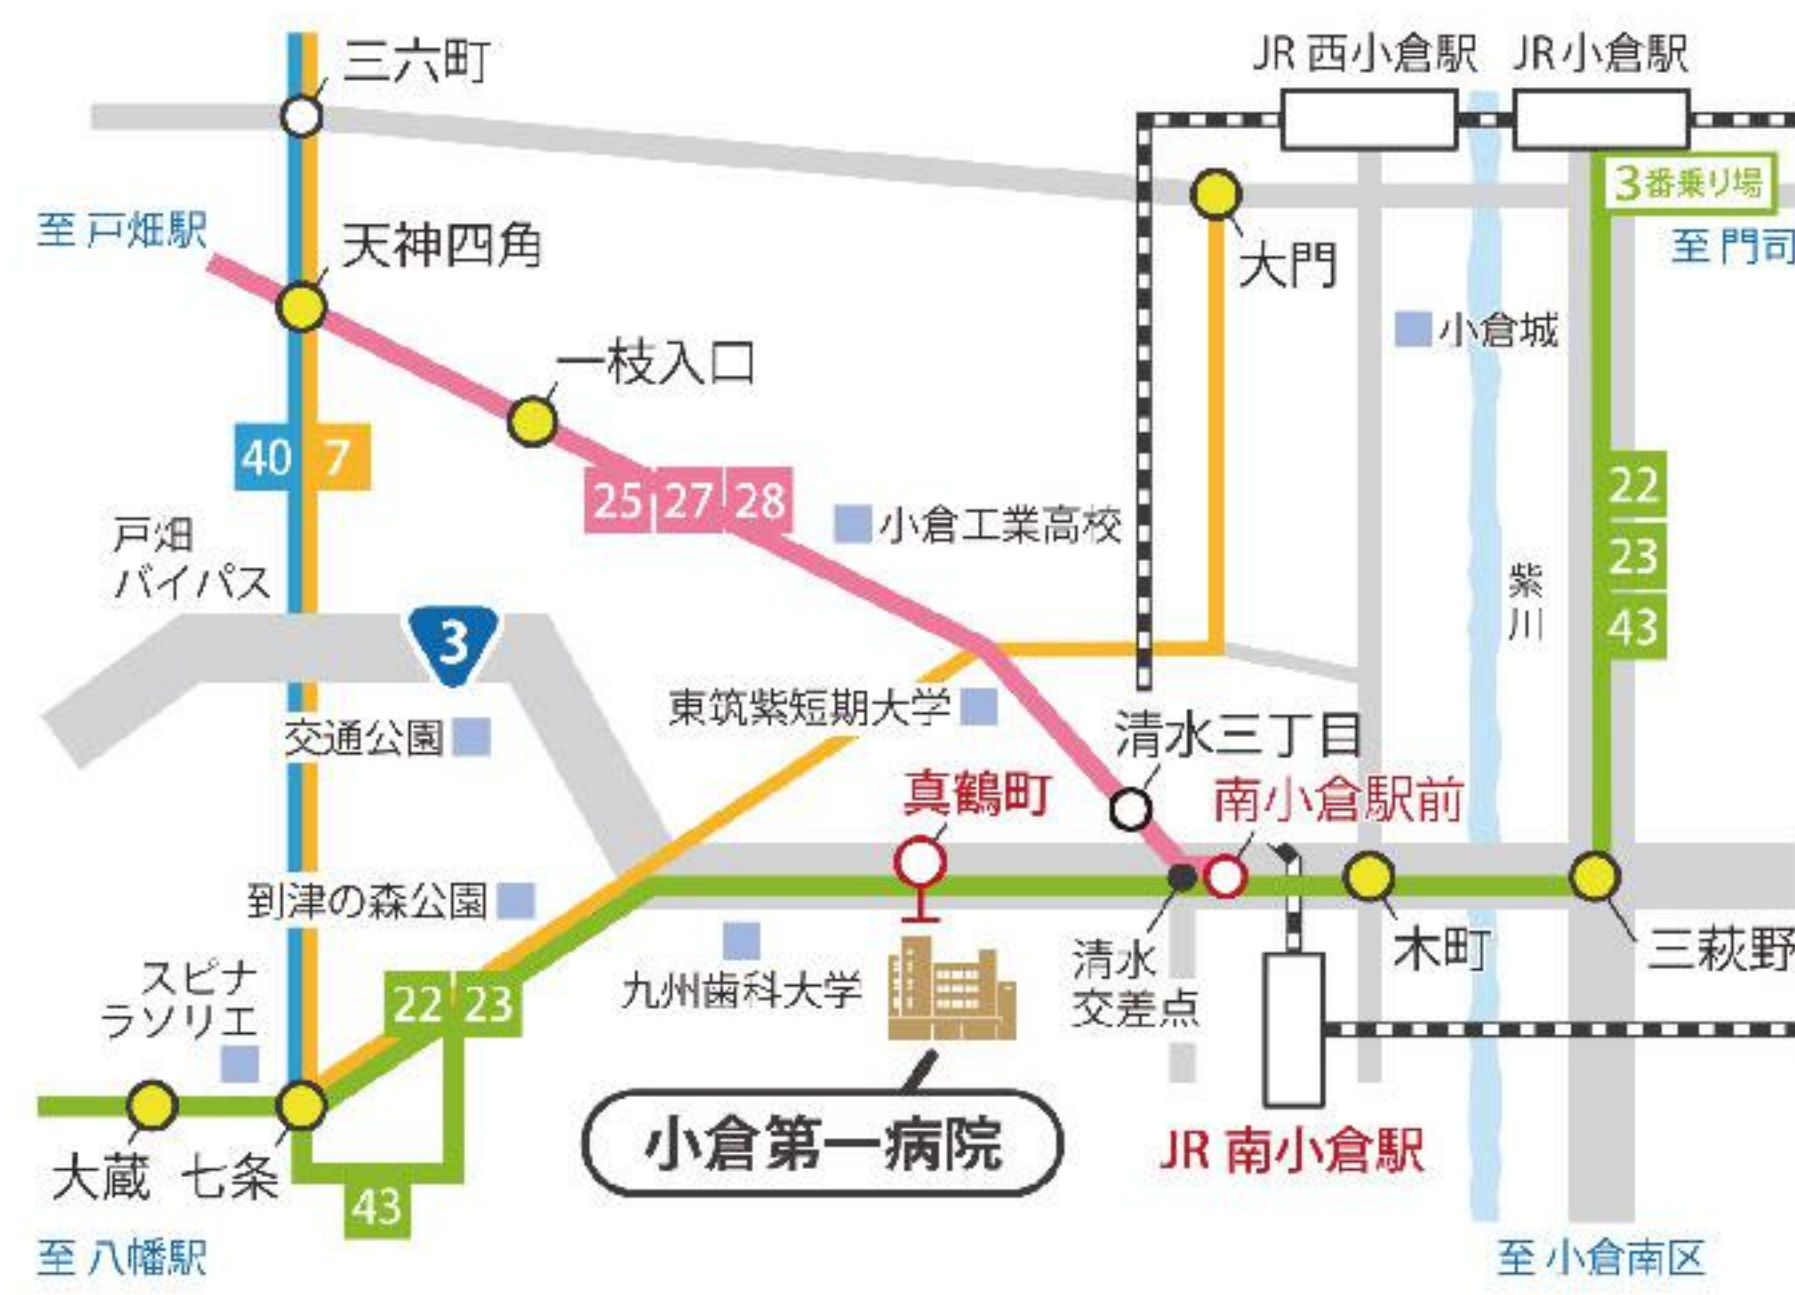 JR 西小倉駅
JR 小倉駅
三六町
3番乗り場
至 戸畑駅
天神四角
大門
至 門司
小倉城
一枝入口
40
7
25
27
28
小倉工業高校
22
23
43
戸畑
バイパス
紫川
3
東筑紫短期大学
交通公園
清水三丁目
真鶴町
南小倉駅前
到津の森公園
木町
三萩野
清水
交差点
スピナ
ラソリエ
22
23
九州歯科大学
小倉第一病院
JR 南小倉駅
大蔵
七条
43
至 八幡駅
至 小倉南区